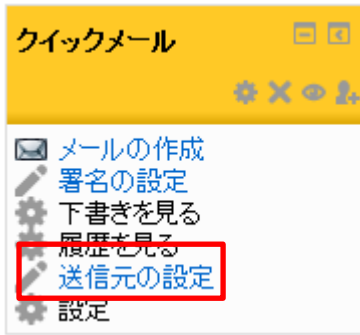 クイックメール
メールの作成
署名の設定
下書きを見る
履歴を見る
送信元の設定
設定